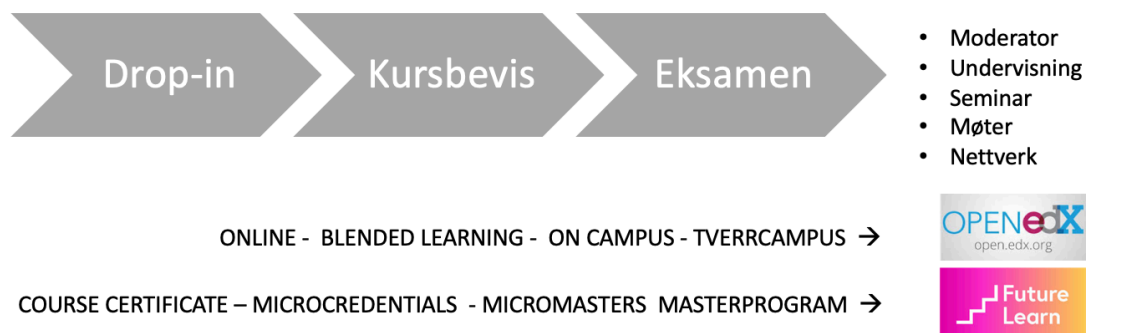 Drop-in
Kursbevis
Eksamen
• Moderator
• Undervisning
• Seminar
• Møter
• Nettverk
ONLINE - BLENDED LEARNING - ON CAMPUS - TVERRCAMPUS →
OPENedX
open.edx.org
COURSE CERTIFICATE – MICROCREDENTIALS - MICROMASTERS MASTERPROGRAM →
Future
Learn